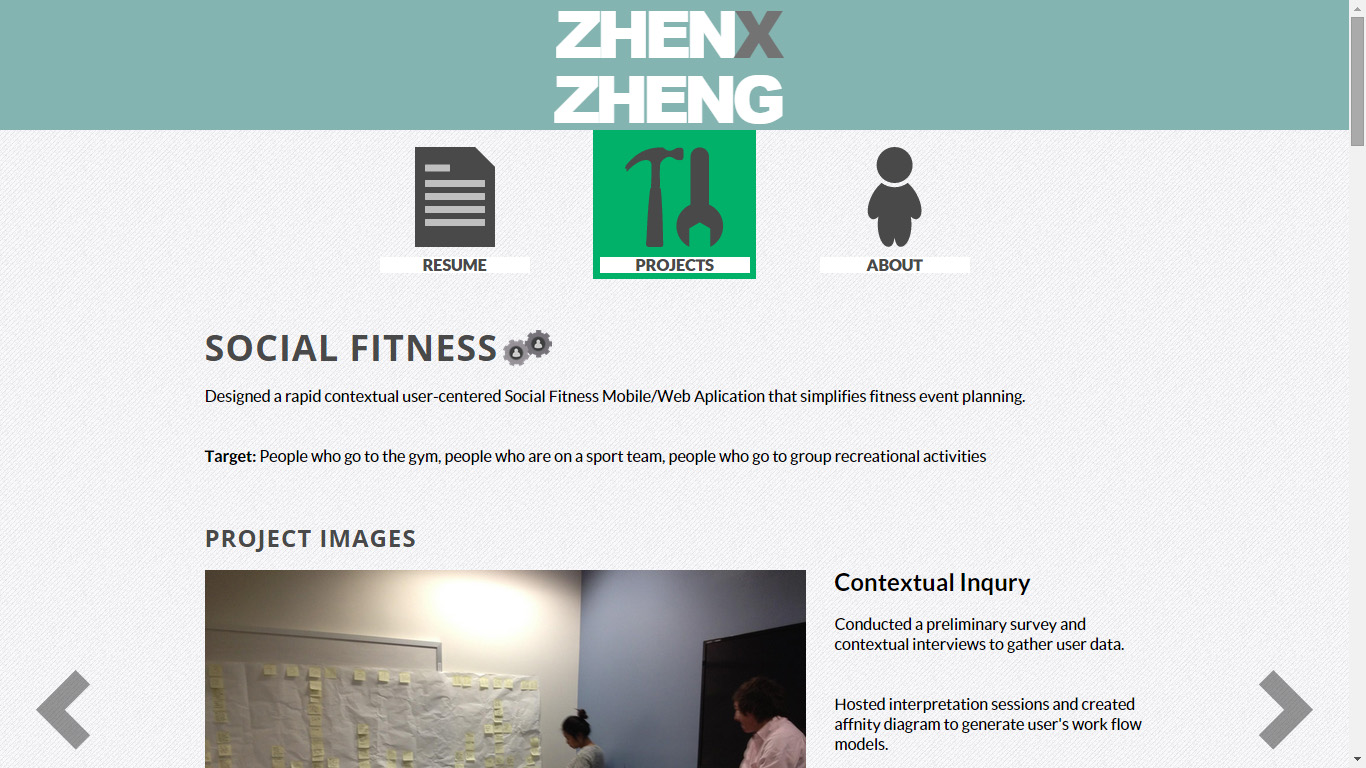 ZHENX
ZHENG
RESUME
PROJECTS
ABOUT
SOCIAL FITNESS
Designed a rapid contextual user-centered Social Fitness Mobile/Web Aplication that simplifies fitness event planning.
Target: People who go to the gym, people who are on a sport team, people who go to group recreational activities
PROJECT IMAGES
Contextual Inqury
Conducted a preliminary survey and
contextual interviews to gather user data.
Hosted interpretation sessions and created
affnity diagram to generate user's work flow
models.